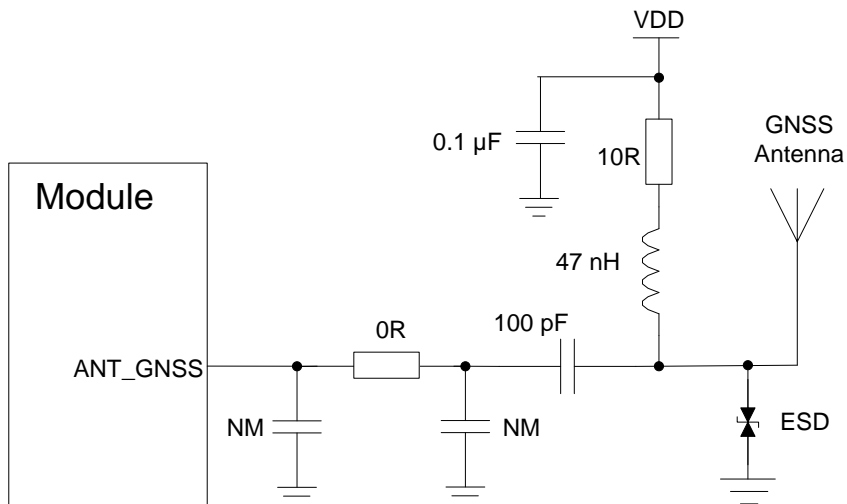 VDD
0.1 µF
10R
GNSS
Antenna
Module
47 nH
100 pF
0R
ANT_GNSS
NM
NM
ESD